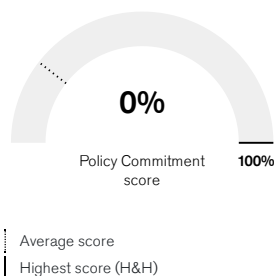 0%
Policy Commitment
score
100%
Average score
Highest score (H&H)